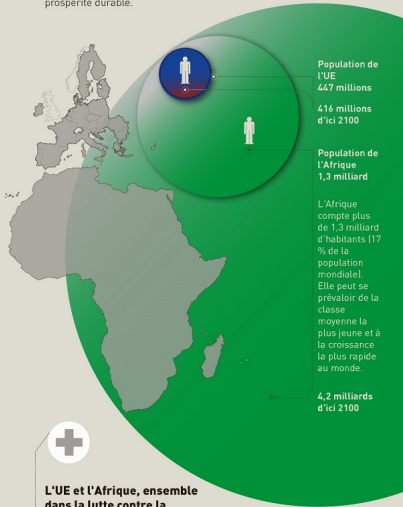 prospérité durable.
Population de
l'UE
447 millions
416 millions
d'ici 2100
Population de
l'Afrique
1,3 milliard
L'Afrique
compte plus
de 1,3 milliard
d'habitants (17
% de la
population
mondiale).
Elle peut se
prévaloir de la
classe
moyenne la
plus jeune et à
la croissance
la plus rapide
au monde.
4,2 milliards
d'ici 2100
L'UE et l'Afrique, ensemble
dans la lutte contre la